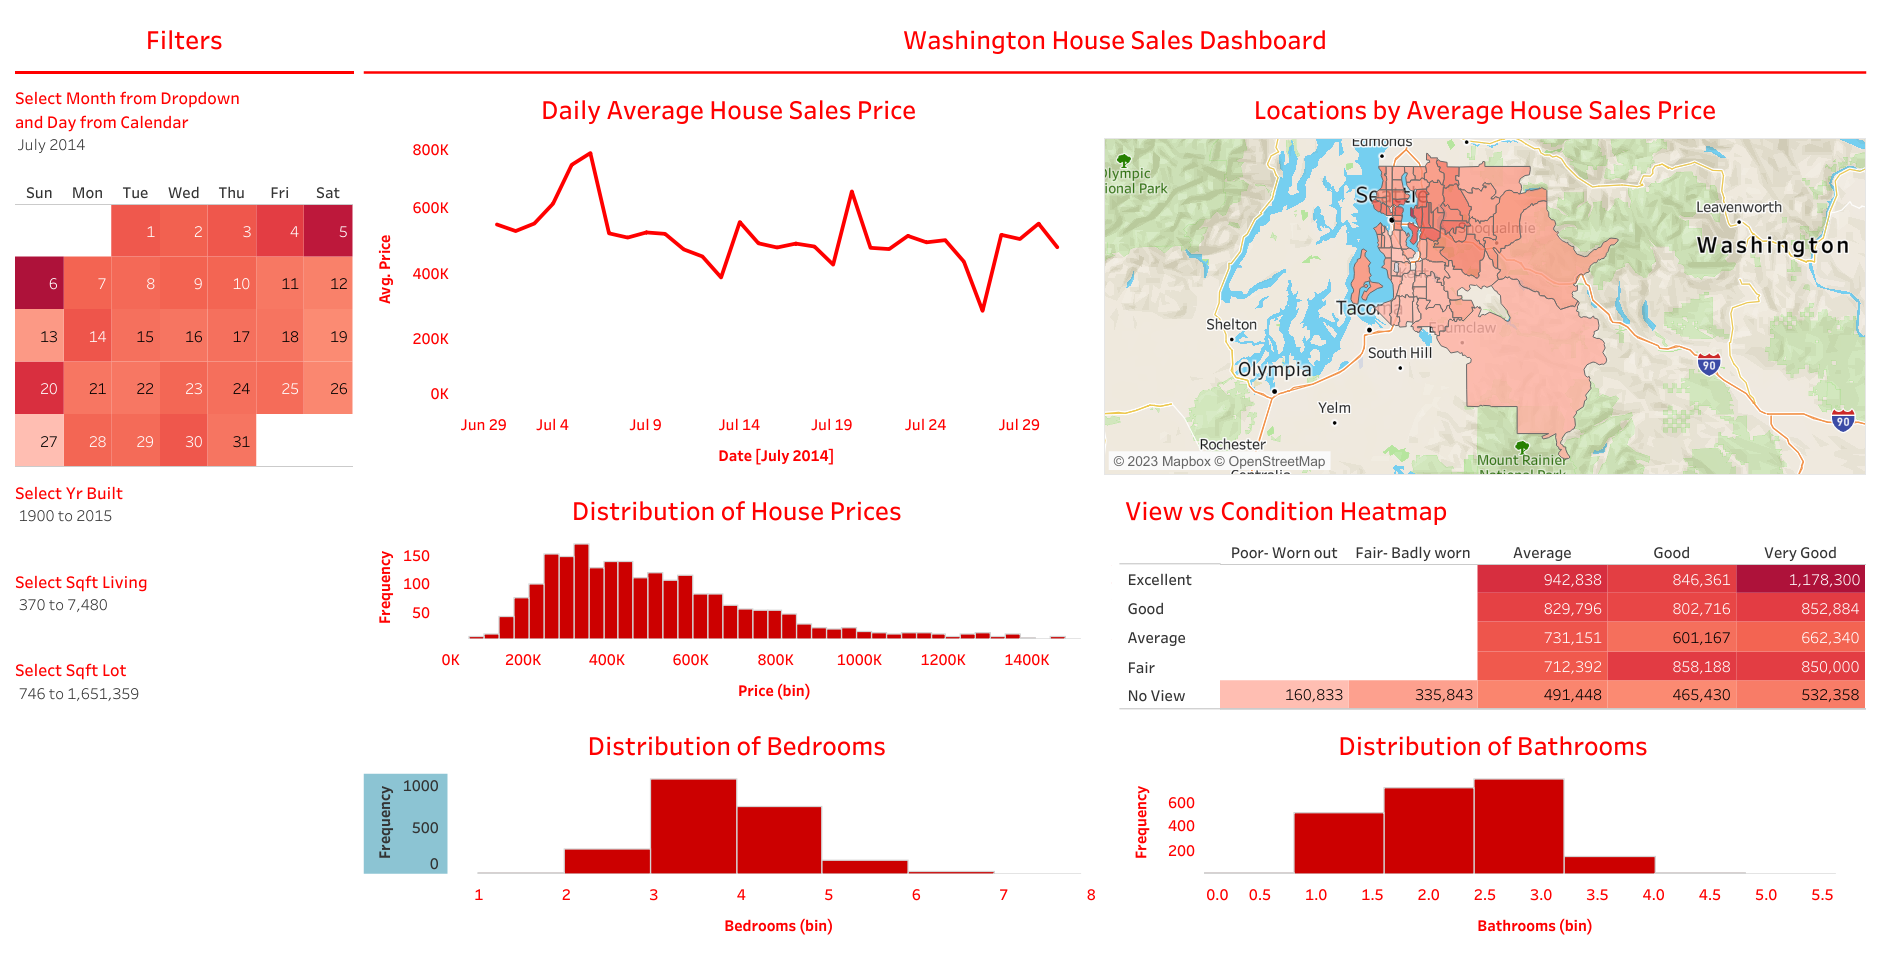 Filters
Washington House Sales Dashboard
Select Month from Dropdown
and Day from Calendar
July 2014
Sun Mon Tue Wed Thu Fri Sat
1 2 3 4 5
6 7 8 9 10 11 12
13 14 15 16 17 18 19
20 21 22 23 24 25 26
27 28 29 30 31
Select Yr Built
1900 to 2015
Select Sqft Living
370 to 7,480
Select Sqft Lot
746 to 1,651,359
Daily Average House Sales Price
Avg. Price
800K
600K
400K
200K
0K
Jun 29 Jul 4 Jul 9 Jul 14 Jul 19 Jul 24 Jul 29
Date [July 2014]
Locations by Average House Sales Price
Edmonds
Olympic
ional Park
Seattle
Leavenworth
Washington
Snoqualmie
Tacoma
Enumclaw
Shelton
South Hill
Olympia
90
Yelm
90
Rochester
Mount Rainier
National Park
Centralia
© 2023 Mapbox © OpenStreetMap
Distribution of House Prices
Frequency
150
100
50
0K 200K 400K 600K 800K 1000K 1200K 1400K
Price (bin)
View vs Condition Heatmap
Poor- Worn out Fair- Badly worn Average Good Very Good
Excellent 942,838 846,361 1,178,300
Good 829,796 802,716 852,884
Average 731,151 601,167 662,340
Fair 712,392 858,188 850,000
No View 160,833 335,843 491,448 465,430 532,358
Distribution of Bedrooms
Frequency
1000
500
0
1 2 3 4 5 6 7 8
Bedrooms (bin)
Distribution of Bathrooms
Frequency
600
400
200
0.0 0.5 1.0 1.5 2.0 2.5 3.0 3.5 4.0 4.5 5.0 5.5
Bathrooms (bin)